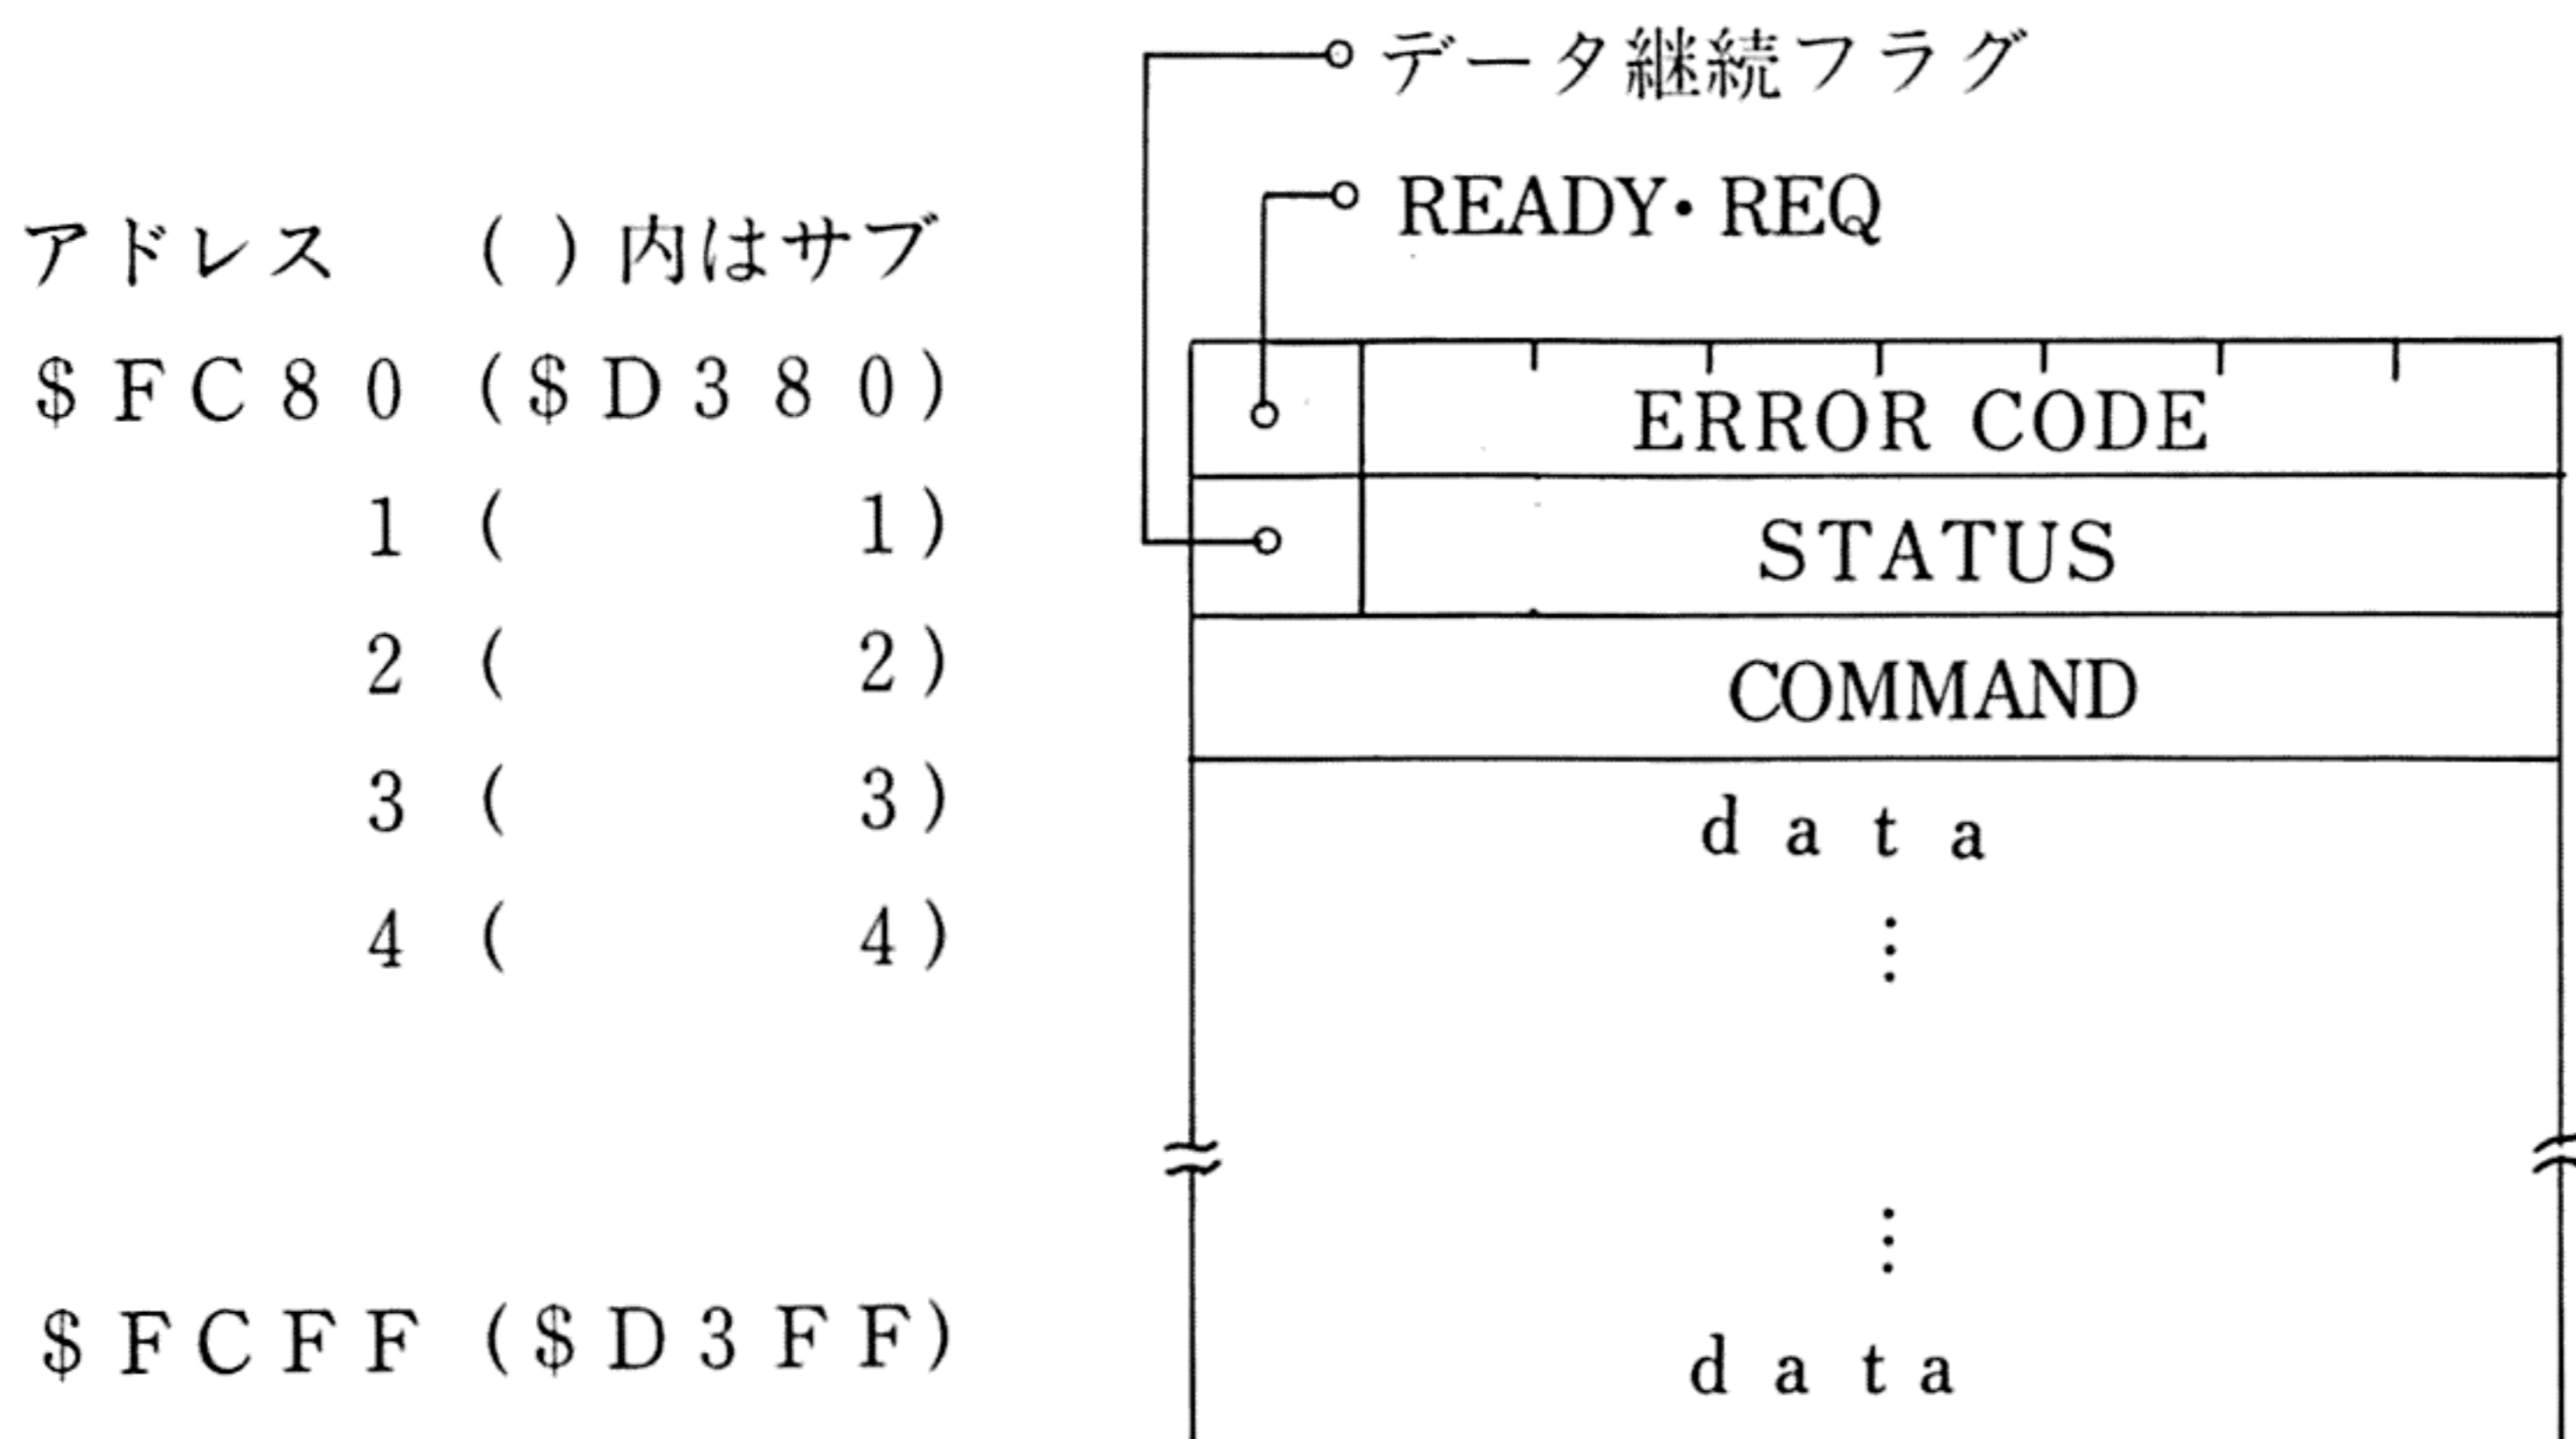 データ継続フラグ
READY・REQ
アドレス ( ) 内はサブ
$FC80 ($D380) ERROR CODE
1 ( 1) STATUS
2 ( 2) COMMAND
3 ( 3) data
4 ( 4)
$FCFF ($D3FF) data